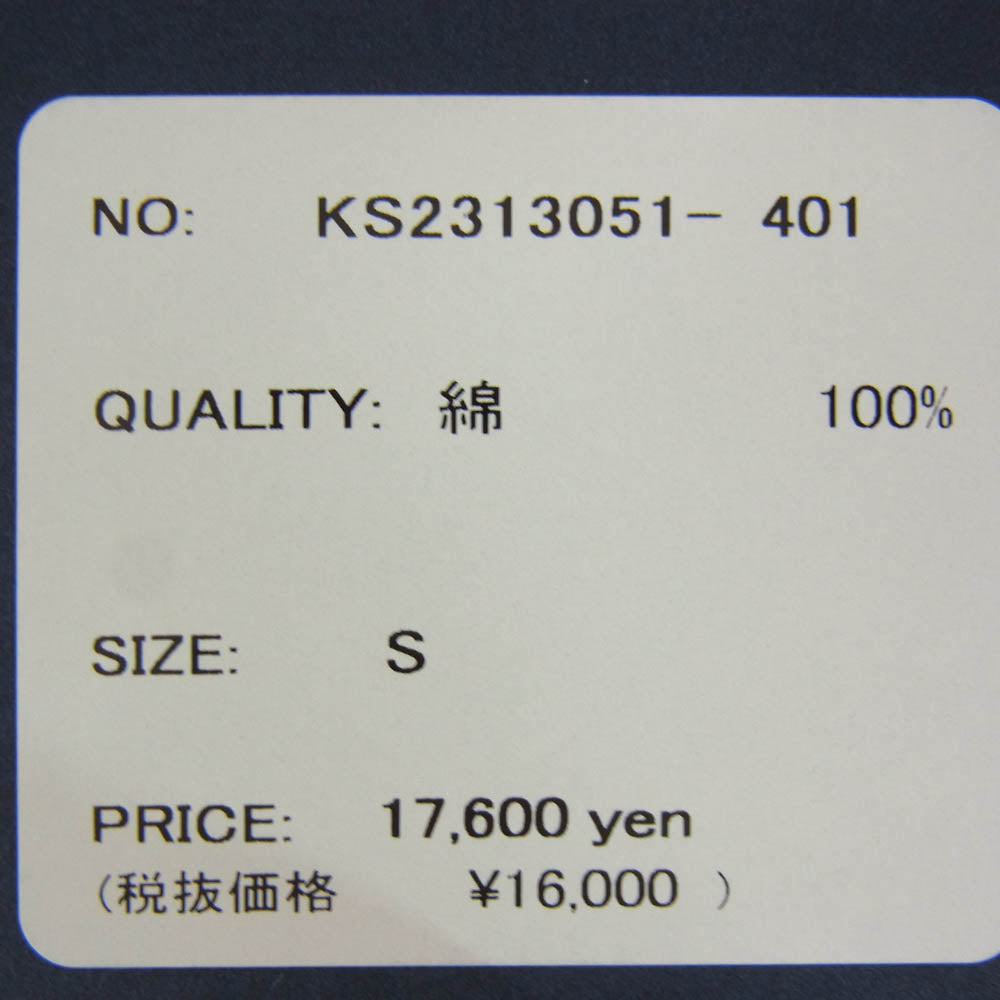 NO: KS2313051- 401
QUALITY: 綿 100%
SIZE: S
PRICE: 17,600 yen
(税抜価格 ¥16,000 )